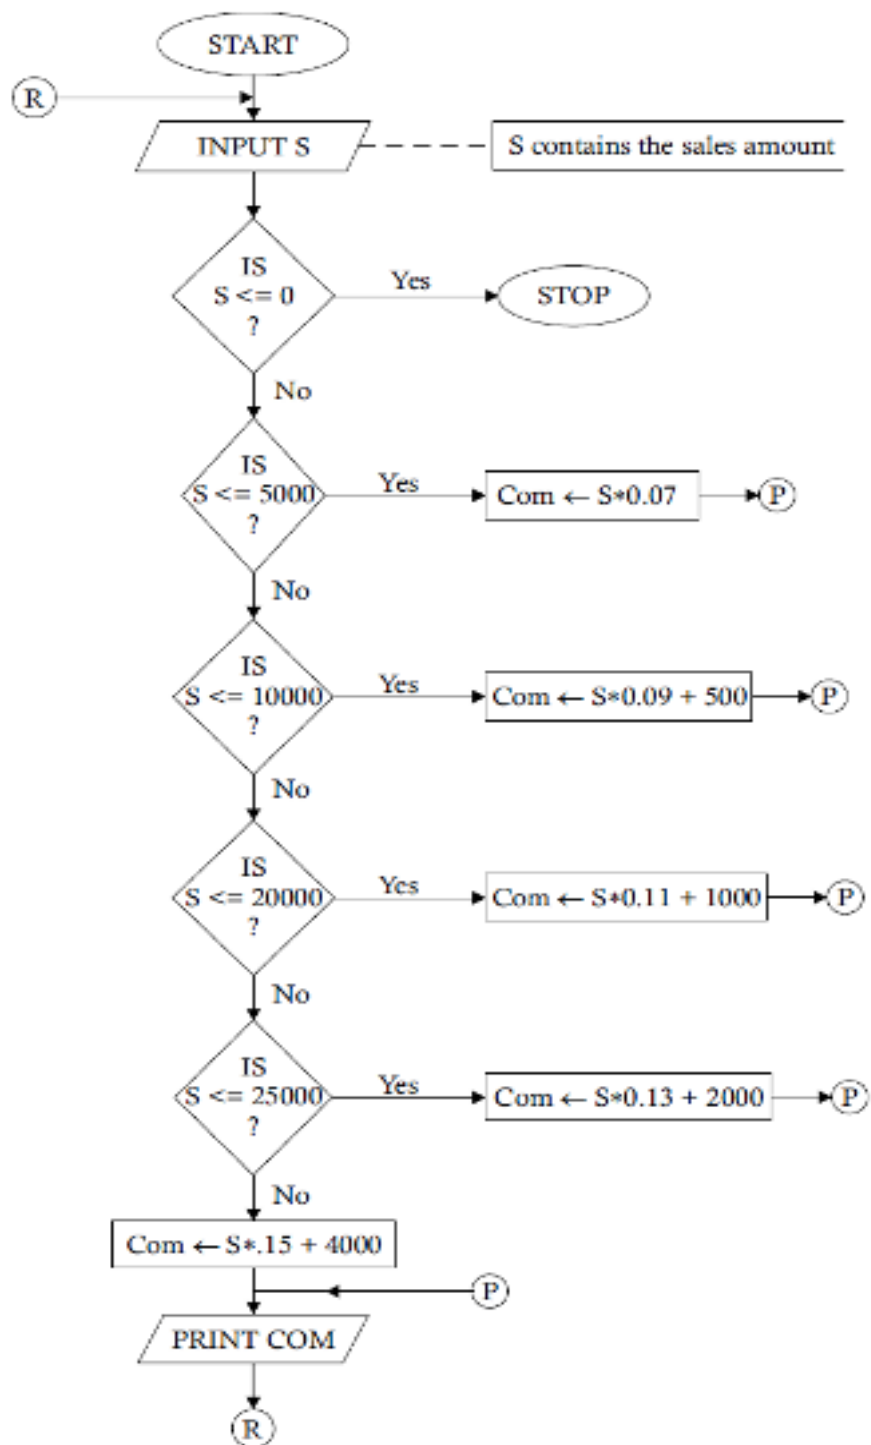 START
R
INPUT S
S contains the sales amount
IS
S <= 0
?
Yes
STOP
No
IS
S <= 5000
?
Yes
Com ← S*0.07
P
No
IS
S <= 10000
?
Yes
Com ← S*0.09 + 500
P
No
IS
S <= 20000
?
Yes
Com ← S*0.11 + 1000
P
No
IS
S <= 25000
?
Yes
Com ← S*0.13 + 2000
P
No
Com ← S*.15 + 4000
P
PRINT COM
R